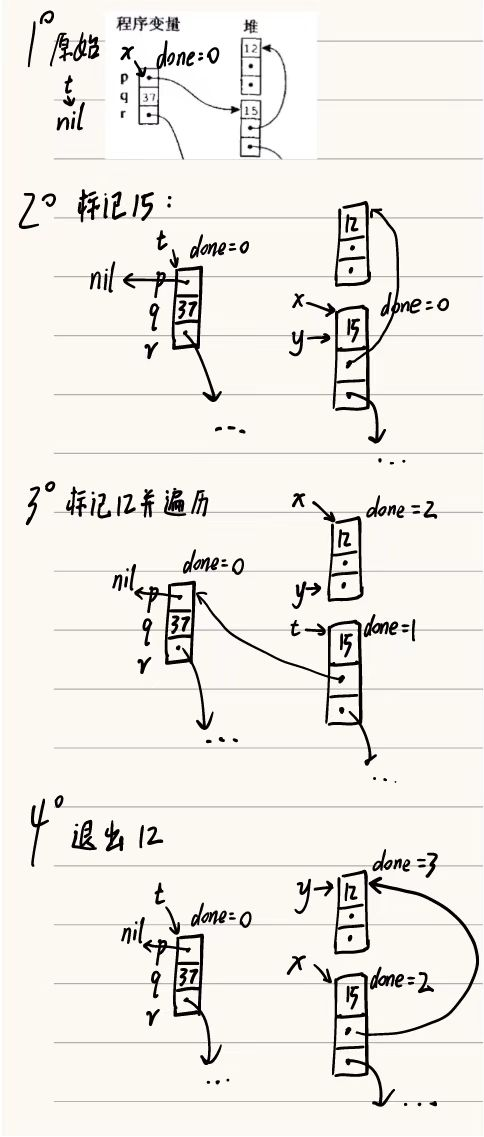 1° 原始
t
nil
程序变量 堆
x done=0
p
q 37
r
12
15
2° 标记15：
t done=0
nil p
q 37
r
...
12
x done=0
y 15
...
3° 标记12并遍历
nil done=0
p
q 37
r
...
x done=2
12
y
t 15 done=1
...
4° 退出12
t done=0
nil p
q 37
r
...
done=3
y 12
x 15 done=2
...